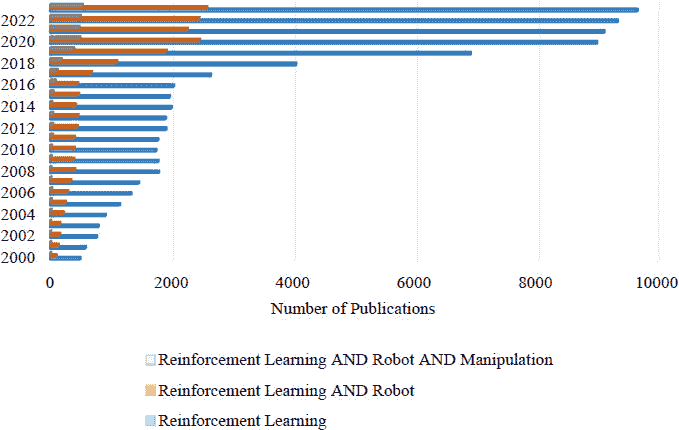 2022
2020
2018
2016
2014
2012
2010
2008
2006
2004
2002
2000
0 2000 4000 6000 8000 10000
Number of Publications
Reinforcement Learning AND Robot AND Manipulation
Reinforcement Learning AND Robot
Reinforcement Learning